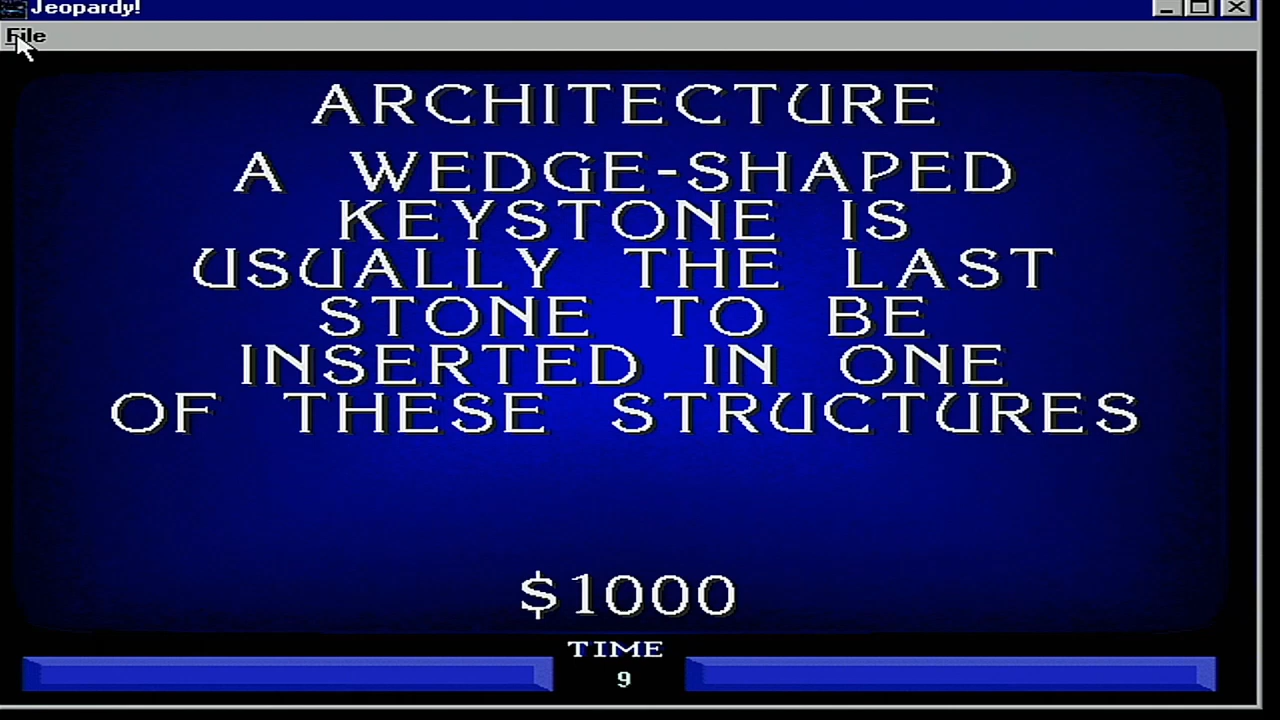 Jeopardy!
File
ARCHITECTURE
A WEDGE-SHAPED
KEYSTONE IS
USUALLY THE LAST
STONE TO BE
INSERTED IN ONE
OF THESE STRUCTURES
$1000
TIME
9